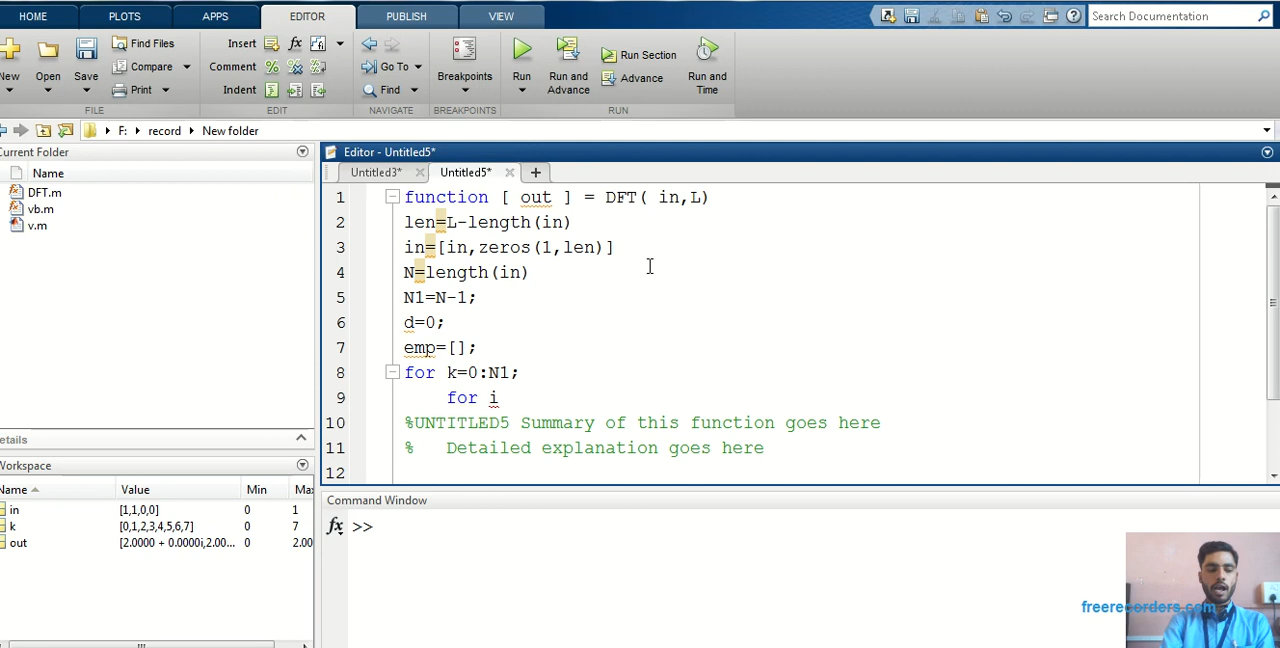 HOME PLOTS APPS EDITOR PUBLISH VIEW Search Documentation
New Open Save Find Files Compare Print FILE
Insert fx Comment Indent EDIT
Go To Find NAVIGATE
Breakpoints BREAKPOINTS
Run Run and Advance Run Section Advance Run and Time RUN
F: record New folder
Current Folder
Name
DFT.m
vb.m
v.m
etails
Workspace
Name Value Min Max
in [1,1,0,0] 0 1
k [0,1,2,3,4,5,6,7] 0 7
out [2.0000 + 0.0000i,2.00... 0 2.00
Editor - Untitled5*
Untitled3* Untitled5*
1 function [ out ] = DFT( in,L)
2 len=L-length(in)
3 in=[in,zeros(1,len)]
4 N=length(in)
5 N1=N-1;
6 d=0;
7 emp=[];
8 for k=0:N1;
9 for i
10 %UNTITLED5 Summary of this function goes here
11 % Detailed explanation goes here
12
Command Window
fx >>
freerecorders.com